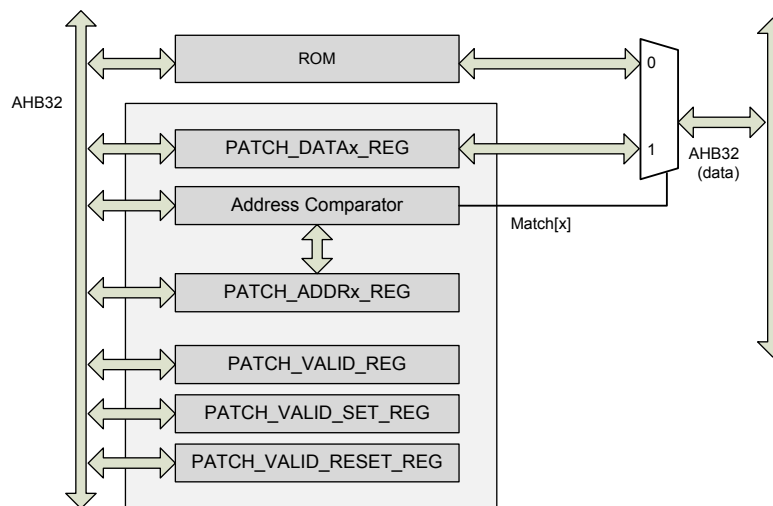 ROM
0
AHB32
PATCH_DATAx_REG
1
AHB32
(data)
Address Comparator
Match[x]
PATCH_ADDRx_REG
PATCH_VALID_REG
PATCH_VALID_SET_REG
PATCH_VALID_RESET_REG